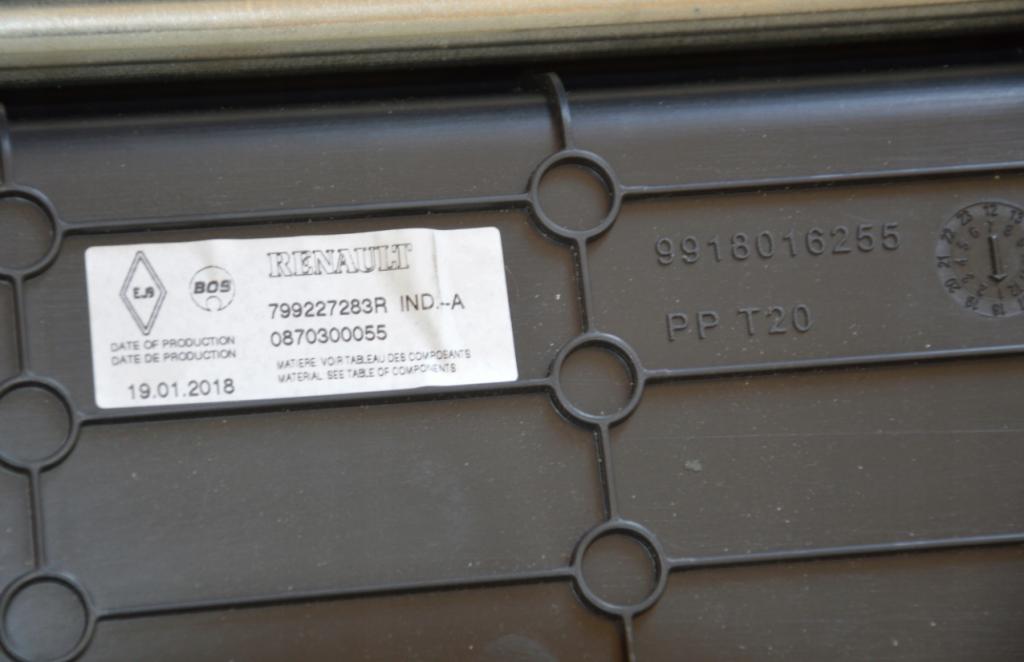 EJS
BOS
RENAULT
799227283R IND.--A
0870300055
DATE OF PRODUCTION
DATE DE PRODUCTION
19.01.2018
MATIERE VOIR TABLEAU DES COMPOSANTS
MATERIAL SEE TABLE OF COMPONENTS
9918016255
PP T20